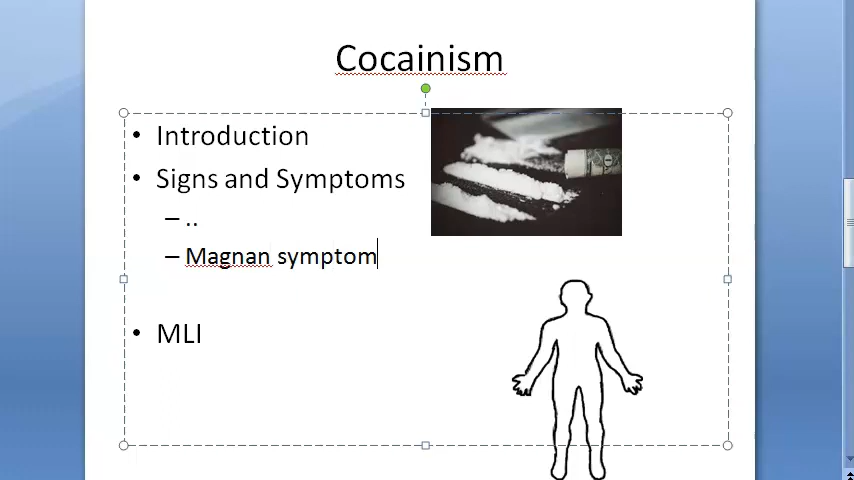 Cocainism
• Introduction
• Signs and Symptoms
– ..
– Magnan symptom
• MLI